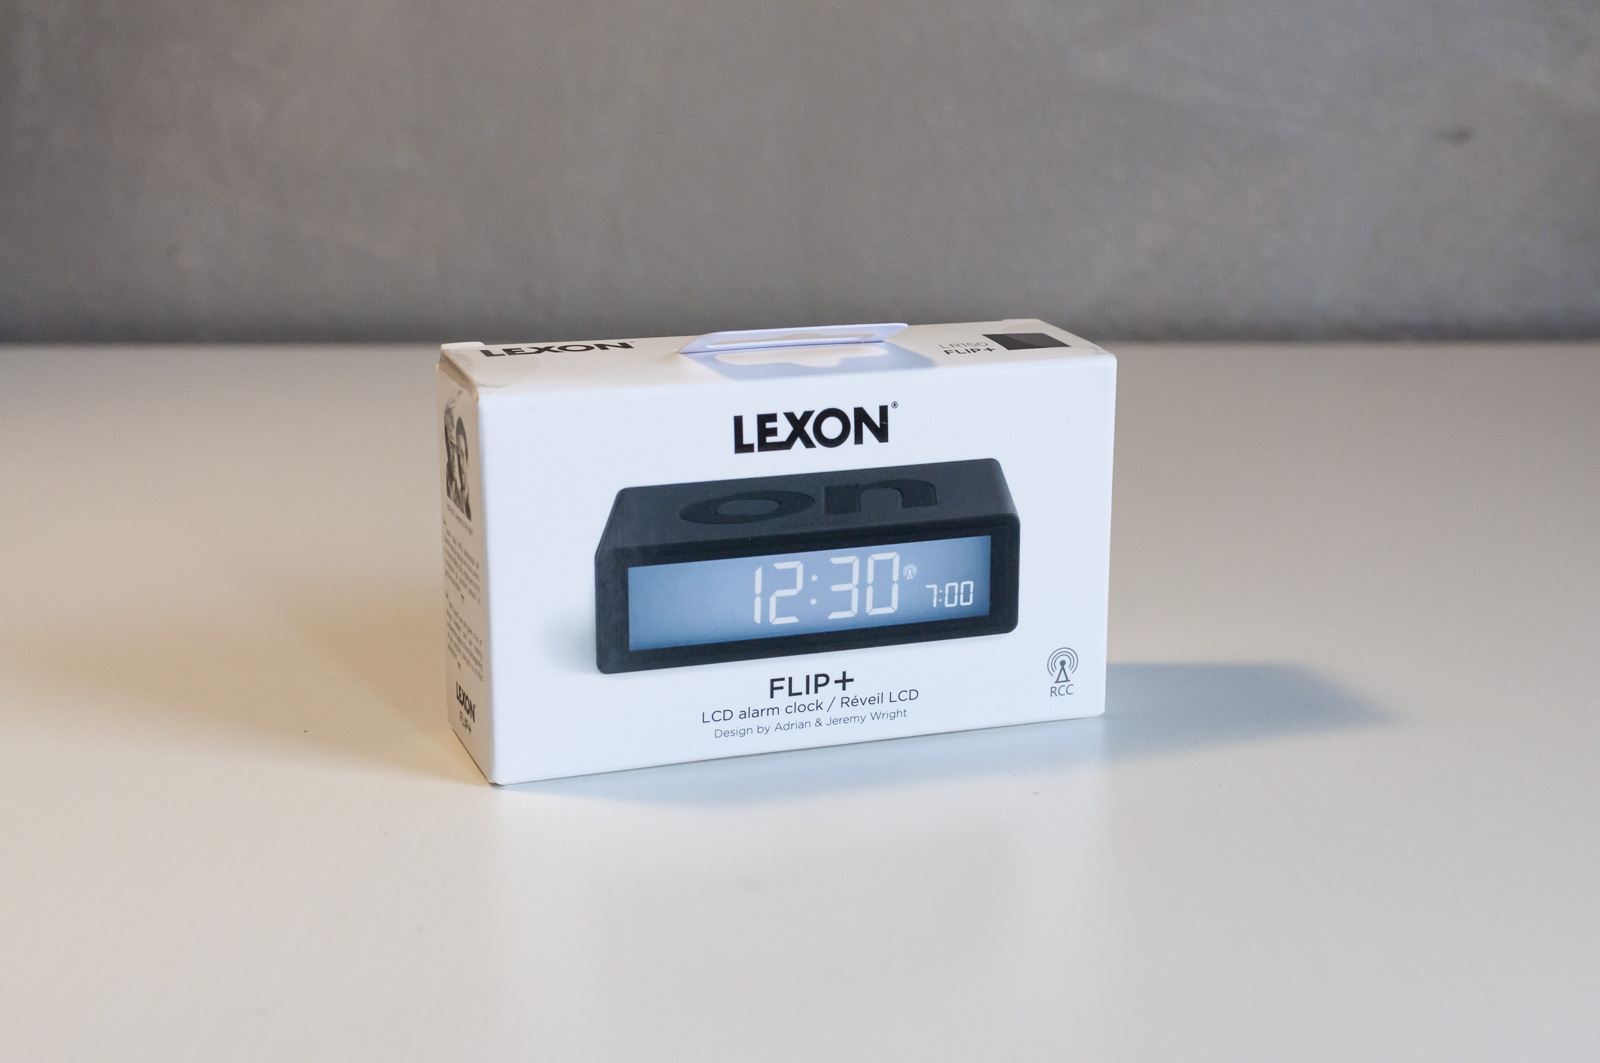 LEXON
LR150
FLIP+
LEXON®
on
12:30
7:00
FLIP+
LCD alarm clock / Réveil LCD
Design by Adrian & Jeremy Wright
RCC
LEXON
FLIP+